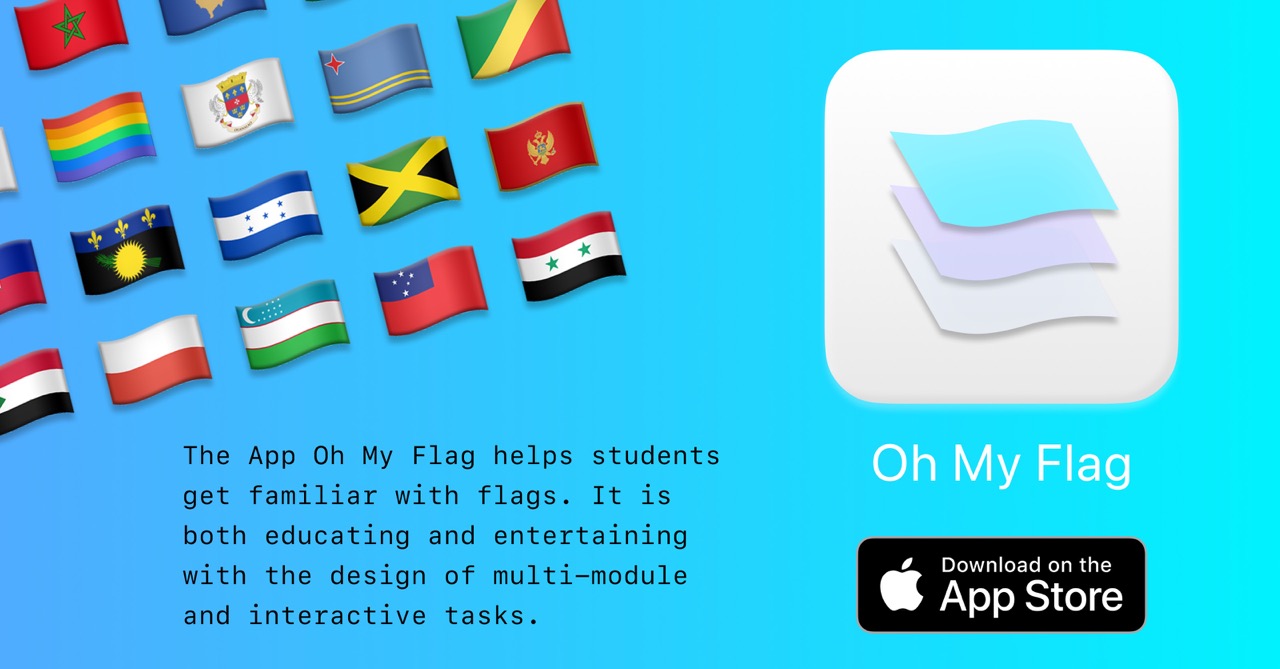 The App Oh My Flag helps students
get familiar with flags. It is
both educating and entertaining
with the design of multi-module
and interactive tasks.
Oh My Flag
Download on the
App Store